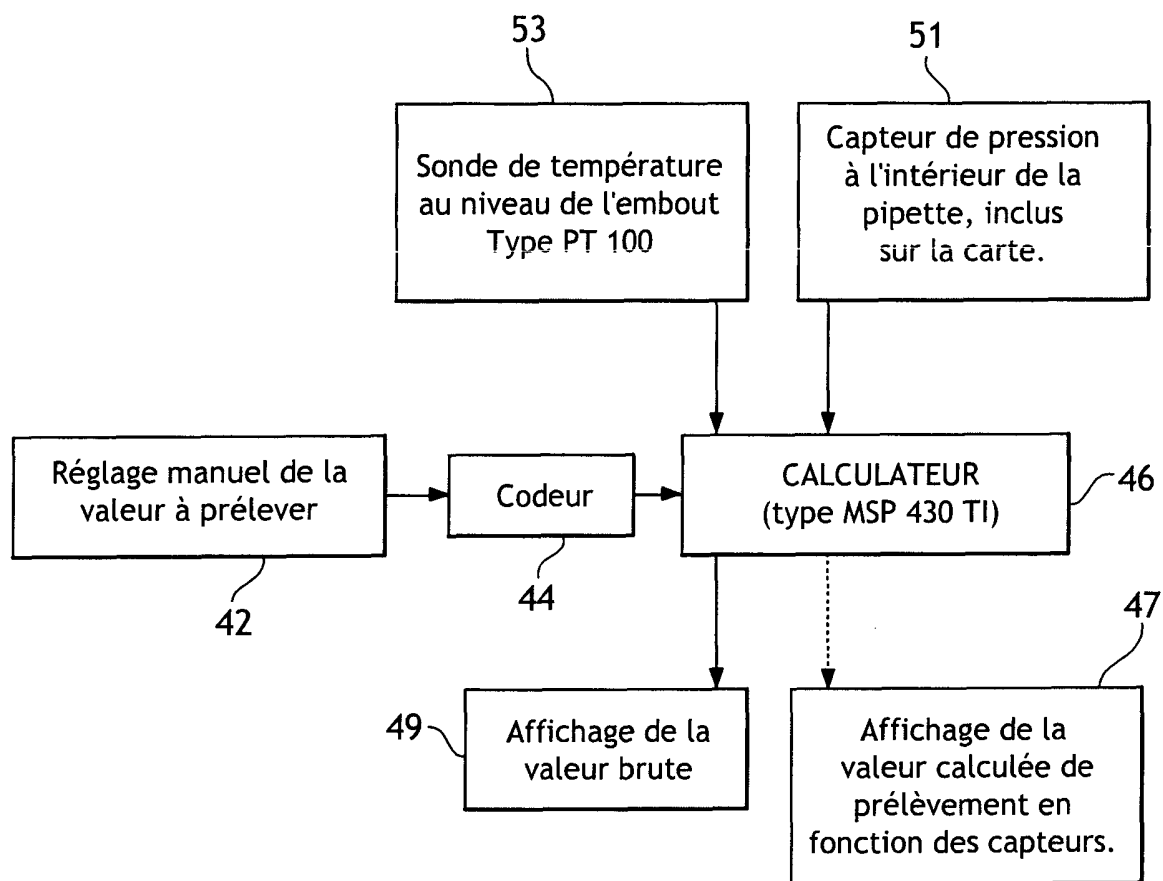 53
51
Sonde de température
au niveau de l'embout
Type PT 100
Capteur de pression
à l'intérieur de la
pipette, inclus
sur la carte.
Réglage manuel de la
valeur à prélever
Codeur
CALCULATEUR
(type MSP 430 TI)
46
42
44
47
49
Affichage de la
valeur brute
Affichage de la
valeur calculée de
prélèvement en
fonction des capteurs.